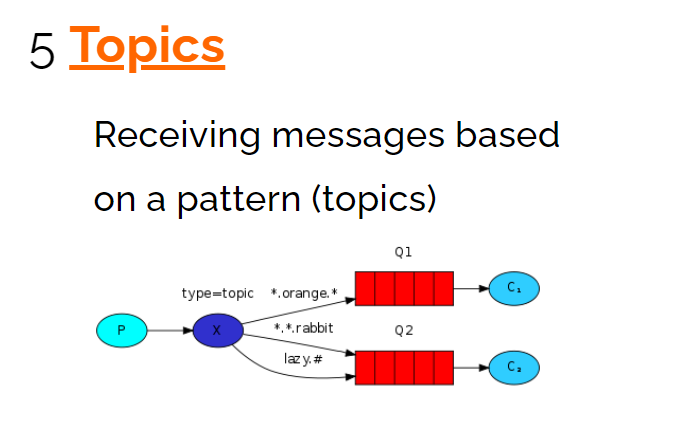 5 Topics
Receiving messages based
on a pattern (topics)
Q1
type=topic *.orange.*
C₁
P
X
*.*.rabbit
Q2
lazy.#
C₂